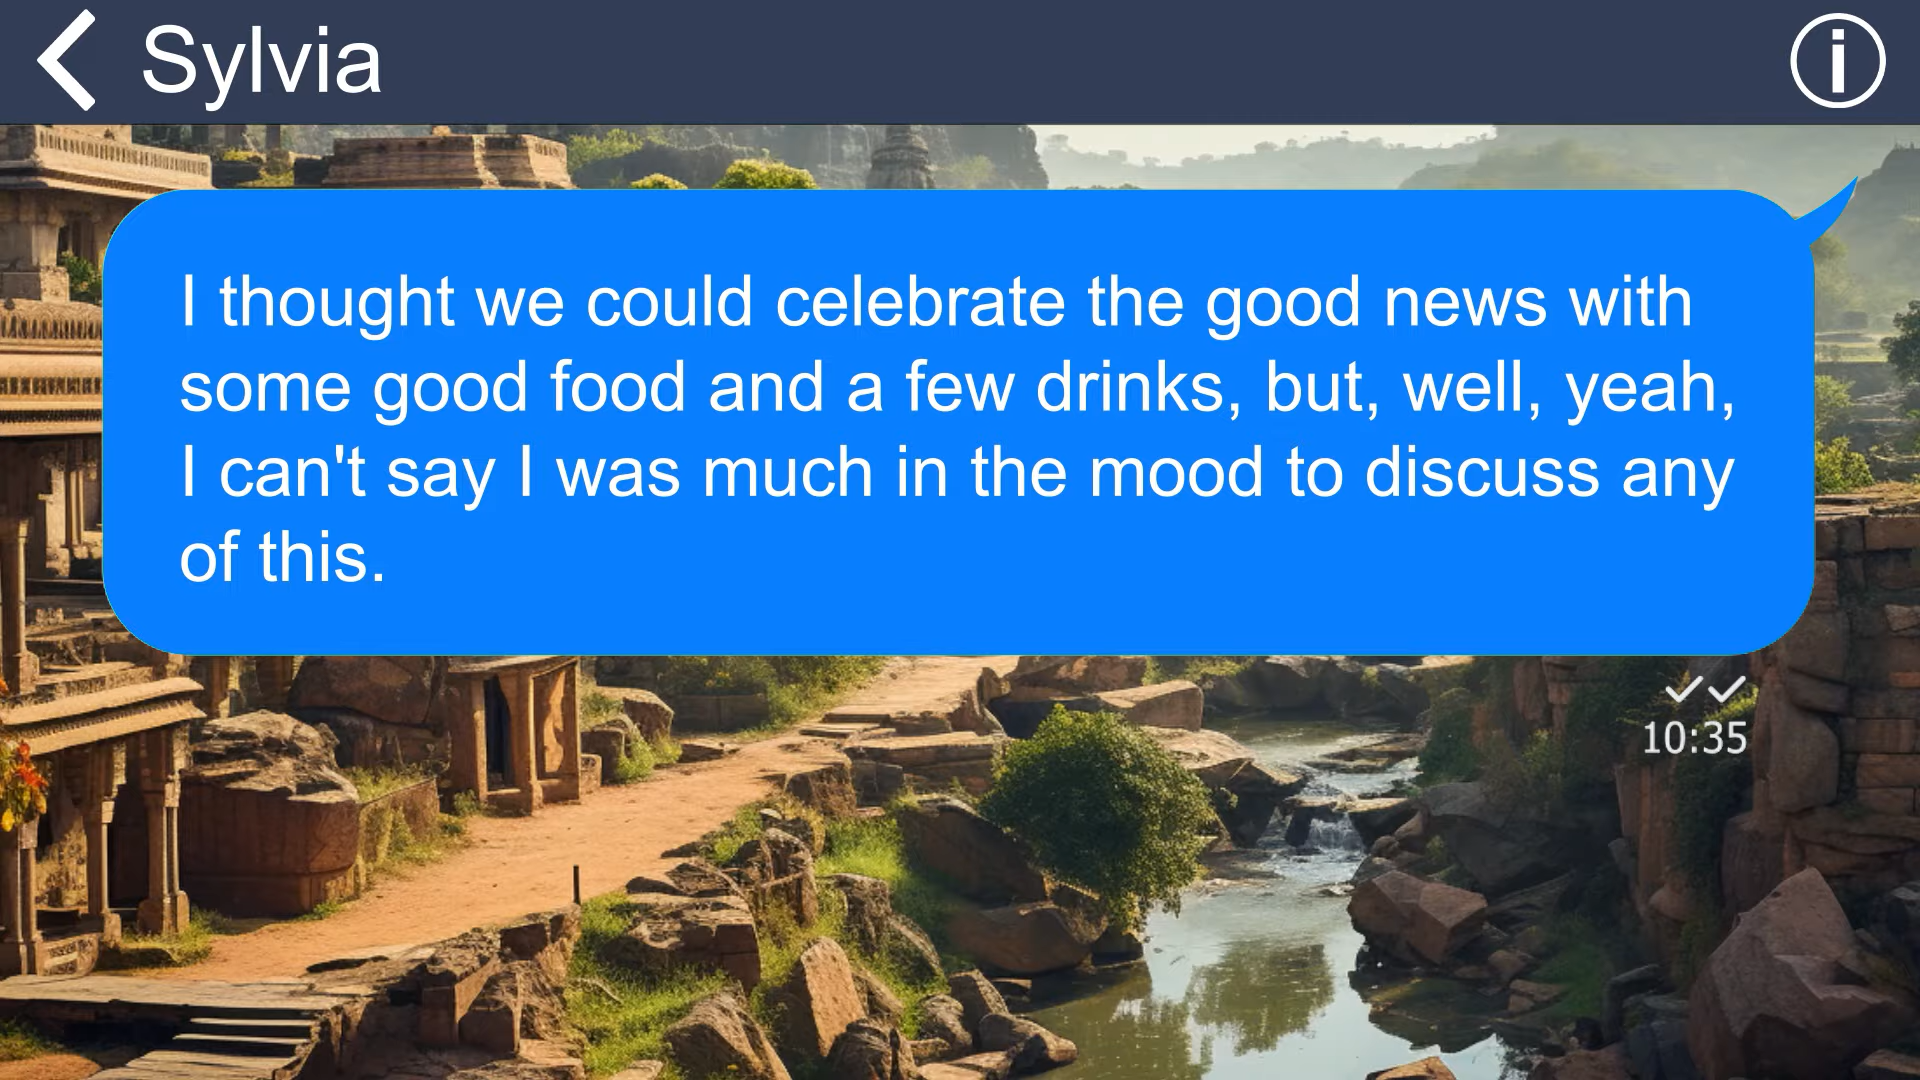 Sylvia
I thought we could celebrate the good news with
some good food and a few drinks, but, well, yeah,
I can't say I was much in the mood to discuss any
of this.
10:35